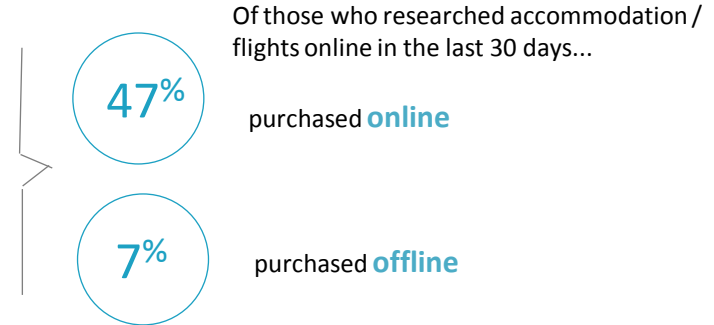 Of those who researched accommodation /
flights online in the last 30 days...
47%
purchased online
7%
purchased offline